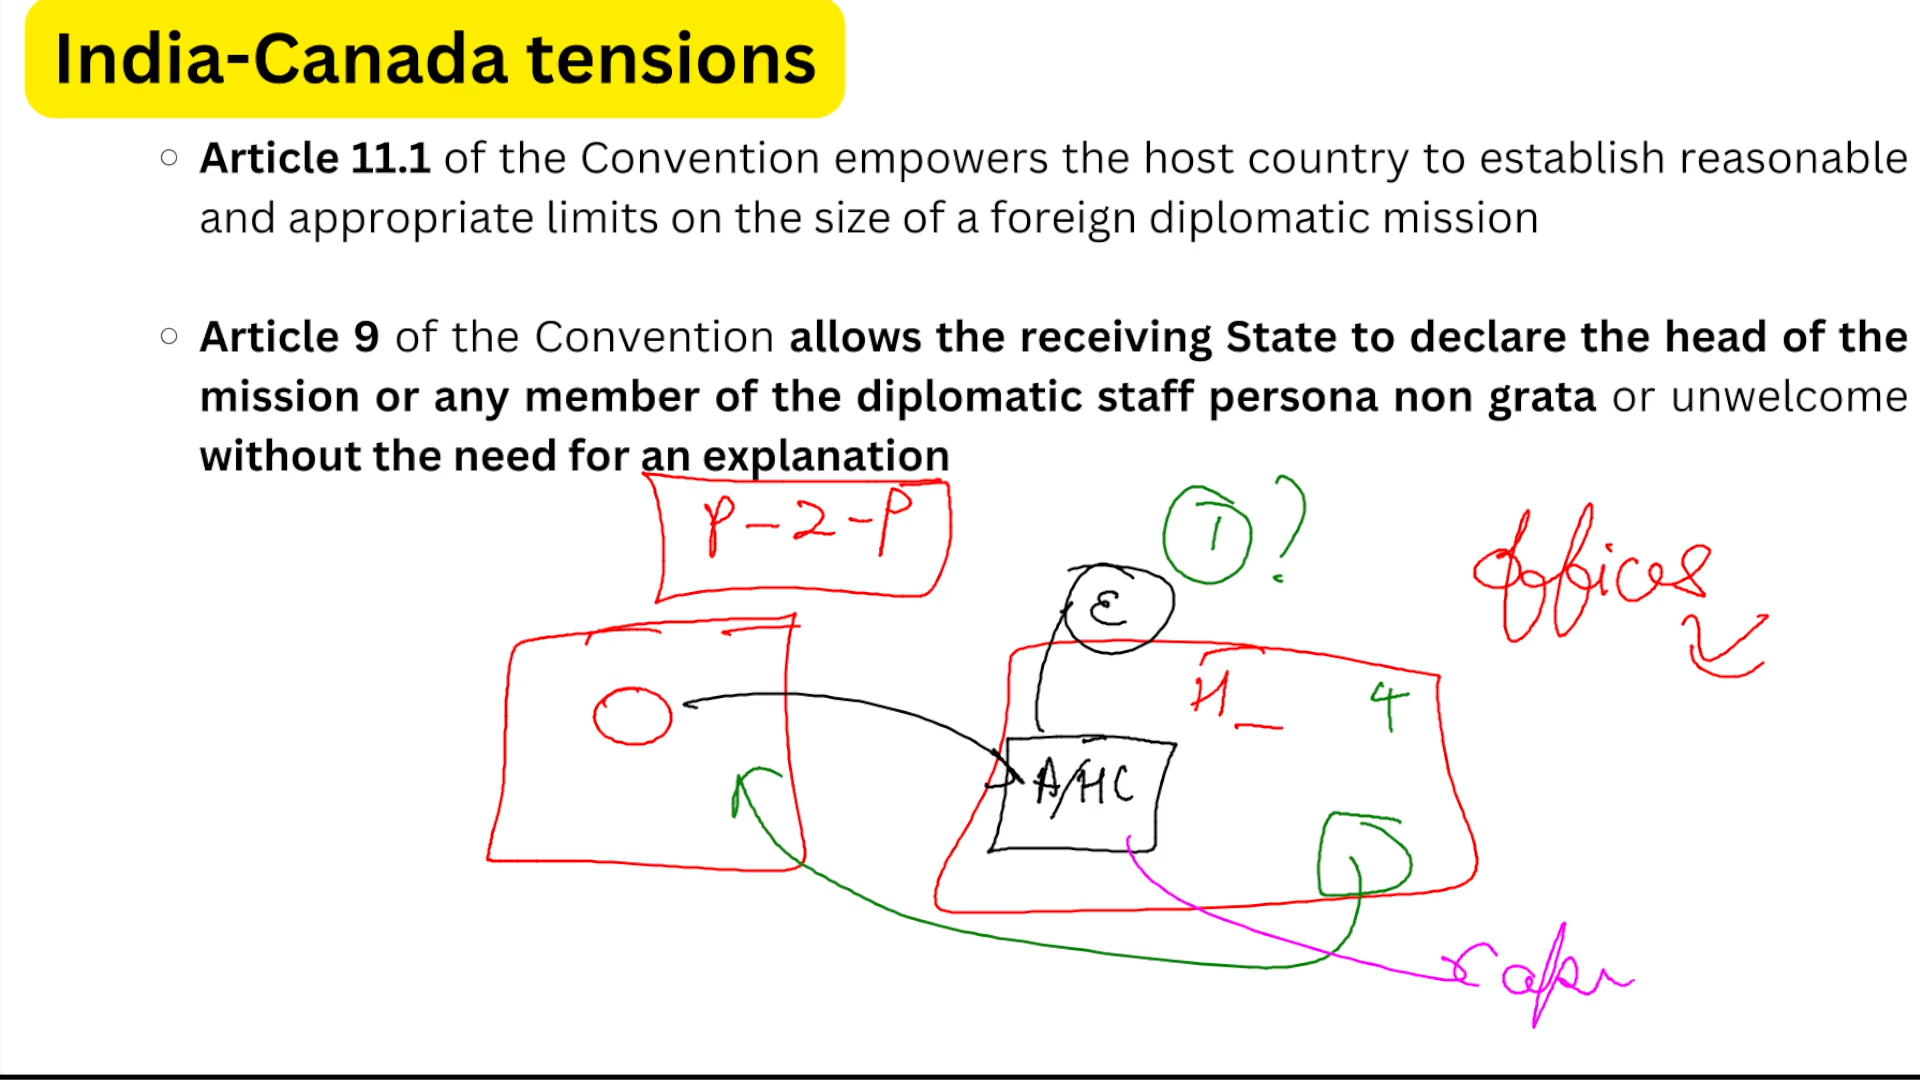 India-Canada tensions
Article 11.1 of the Convention empowers the host country to establish reasonable
and appropriate limits on the size of a foreign diplomatic mission
Article 9 of the Convention allows the receiving State to declare the head of the
mission or any member of the diplomatic staff persona non grata or unwelcome
without the need for an explanation
P-2-P
1 ?
E
Offices
H_
4
A/HC